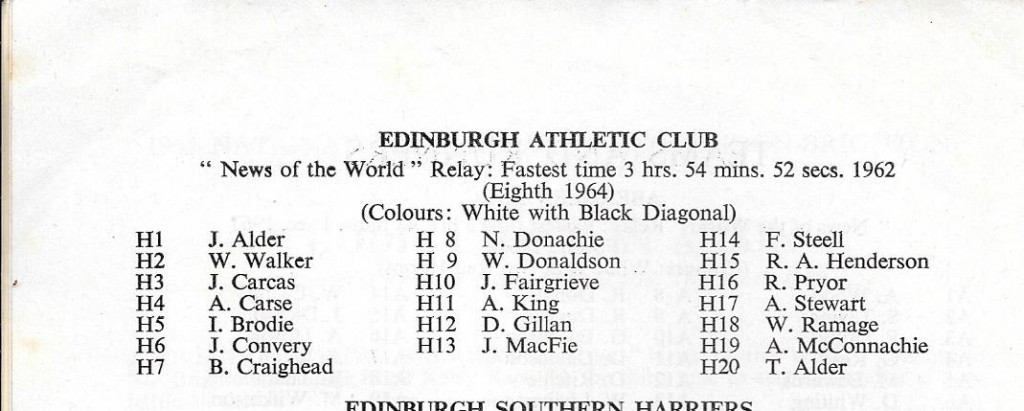 EDINBURGH ATHLETIC CLUB
" News of the World " Relay: Fastest time 3 hrs. 54 mins. 52 secs. 1962
(Eighth 1964)
(Colours: White with Black Diagonal)
H1 J. Alder H 8 N. Donachie H14 F. Steell
H2 W. Walker H 9 W. Donaldson H15 R. A. Henderson
H3 J. Carcas H10 J. Fairgrieve H16 R. Pryor
H4 A. Carse H11 A. King H17 A. Stewart
H5 I. Brodie H12 D. Gillan H18 W. Ramage
H6 J. Convery H13 J. MacFie H19 A. McConnachie
H7 B. Craighead H20 T. Alder
EDINBURGH SOUTHERN HARRIERS